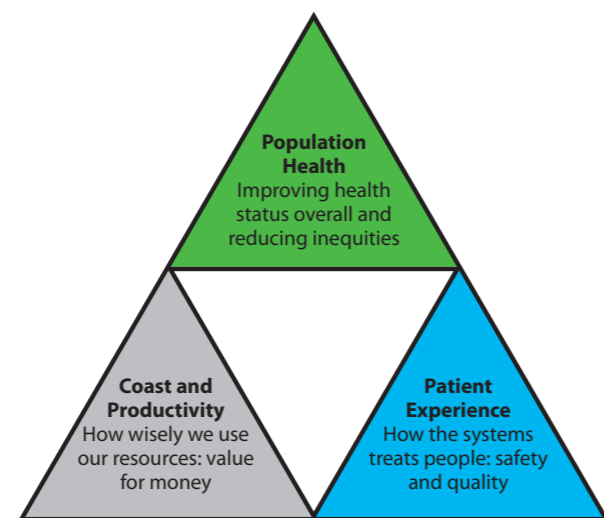 Population
Health
Improving health
status overall and
reducing inequities
Coast and
Productivity
How wisely we use
our resources: value
for money
Patient
Experience
How the systems
treats people: safety
and quality